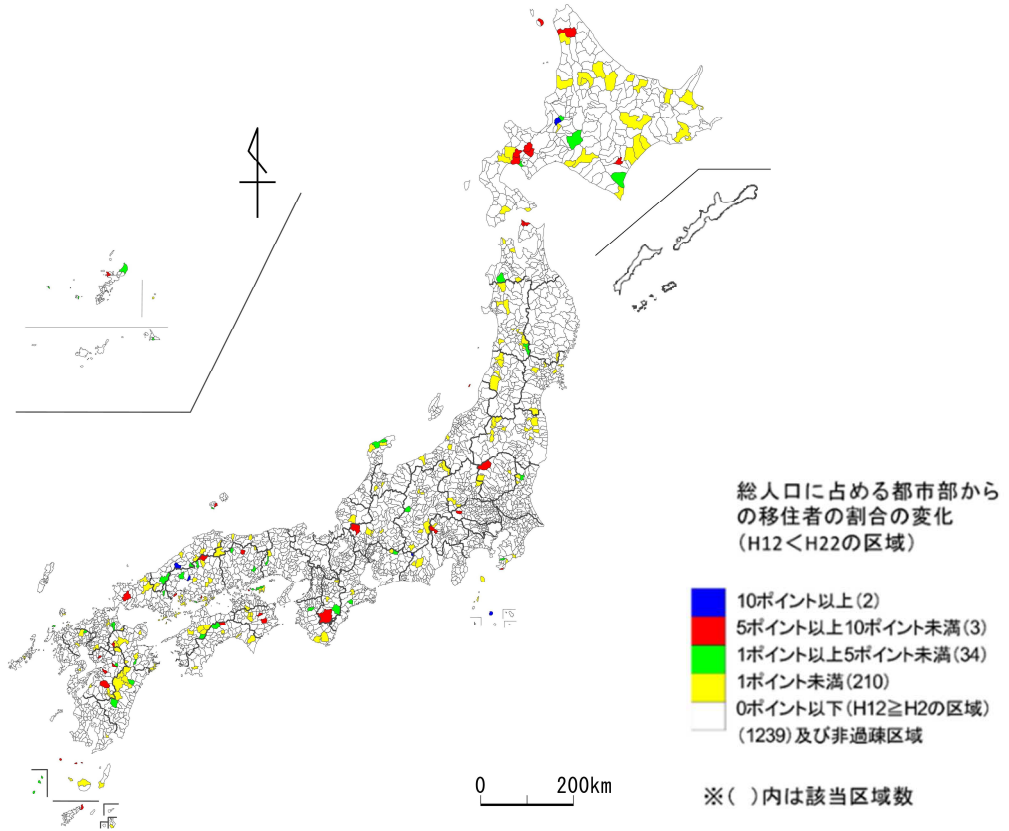 総人口に占める都市部から
の移住者の割合の変化
(H12<H22の区域)
10ポイント以上(2)
5ポイント以上10ポイント未満(3)
1ポイント以上5ポイント未満(34)
1ポイント未満(210)
0ポイント以下(H12≧H2の区域)
(1239)及び非過疎区域
0 200km
※( )内は該当区域数